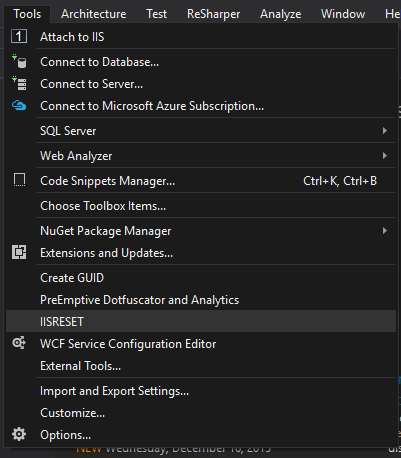 Tools Architecture Test ReSharper Analyze Window He
1 Attach to IIS
Connect to Database...
Connect to Server...
Connect to Microsoft Azure Subscription...
SQL Server
Web Analyzer
Code Snippets Manager... Ctrl+K, Ctrl+B
Choose Toolbox Items...
NuGet Package Manager
Extensions and Updates...
Create GUID
PreEmptive Dotfuscator and Analytics
IISRESET
WCF Service Configuration Editor
External Tools...
Import and Export Settings...
Customize...
Options...
NEW Wednesday, December 16, 2015